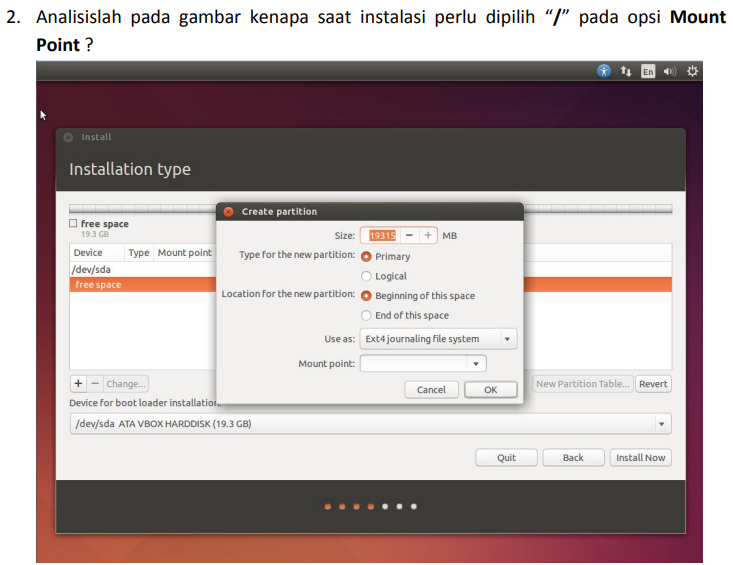 2. Analisislah pada gambar kenapa saat instalasi perlu dipilih “/” pada opsi Mount
Point ?
En
Install
Installation type
free space
19.3 GB
Device Type Mount point
/dev/sda
free space
Create partition
Size: 19315 − + MB
Type for the new partition: Primary
Logical
Location for the new partition: Beginning of this space
End of this space
Use as: Ext4 journaling file system
Mount point:
Cancel OK
+ − Change... New Partition Table... Revert
Device for boot loader installation:
/dev/sda ATA VBOX HARDDISK (19.3 GB)
Quit Back Install Now